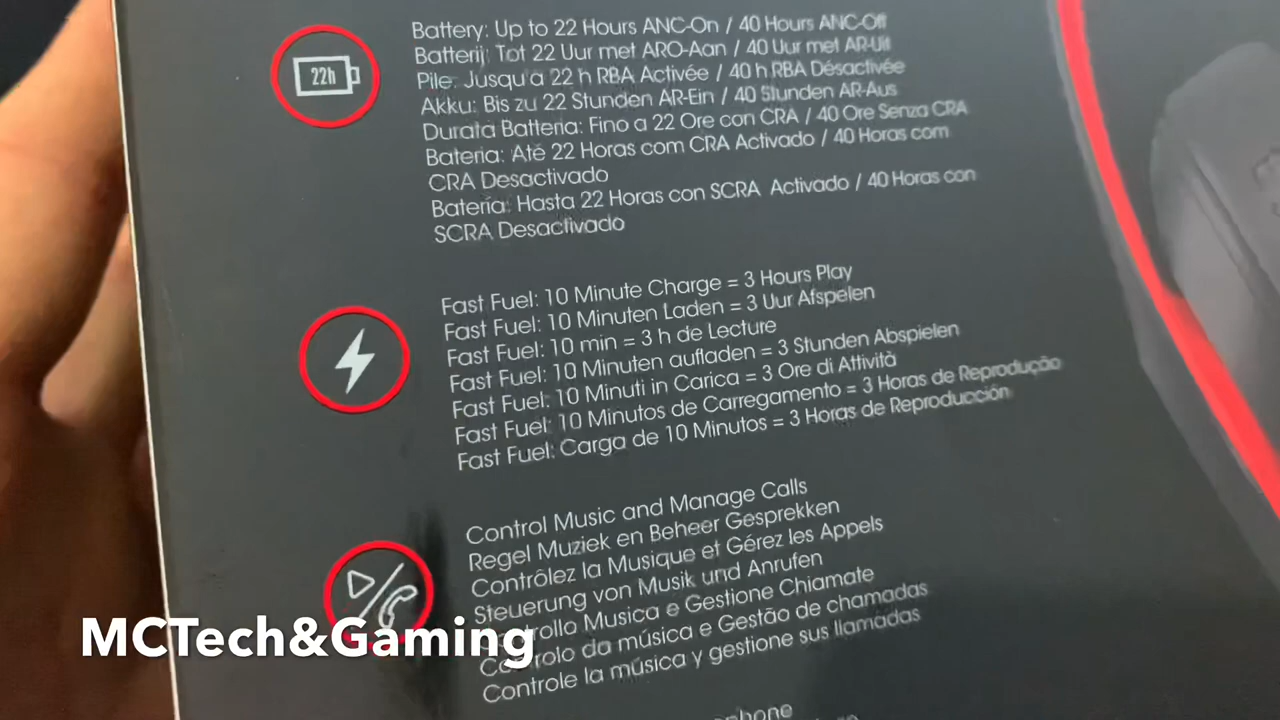 22h
Battery: Up to 22 Hours ANC-On / 40 Hours ANC-Off
Batterij: Tot 22 Uur met ARO-Aan / 40 Uur met AR-Uit
Pile: Jusqu'a 22 h RBA Activée / 40 h RBA Désactivée
Akku: Bis zu 22 Stunden AR-Ein / 40 Stunden AR-Aus
Durata Batteria: Fino a 22 Ore con CRA / 40 Ore Senza CRA
Bateria: Até 22 Horas com CRA Activado / 40 Horas com
CRA Desactivado
Batería: Hasta 22 Horas con SCRA Activado / 40 Horas con
SCRA Desactivado
Fast Fuel: 10 Minute Charge = 3 Hours Play
Fast Fuel: 10 Minuten Laden = 3 Uur Afspelen
Fast Fuel: 10 min = 3 h de Lecture
Fast Fuel: 10 Minuten aufladen = 3 Stunden Abspielen
Fast Fuel: 10 Minuti in Carica = 3 Ore di Attività
Fast Fuel: 10 Minutos de Carregamento = 3 Horas de Reprodução
Fast Fuel: Carga de 10 Minutos = 3 Horas de Reproducción
Control Music and Manage Calls
Regel Muziek en Beheer Gesprekken
Contrôlez la Musique et Gérez les Appels
Steuerung von Musik und Anrufen
Musica e Gestione Chiamate
da música e Gestão de chamadas
Controle la música y gestione sus llamadas
MCTech&Gaming